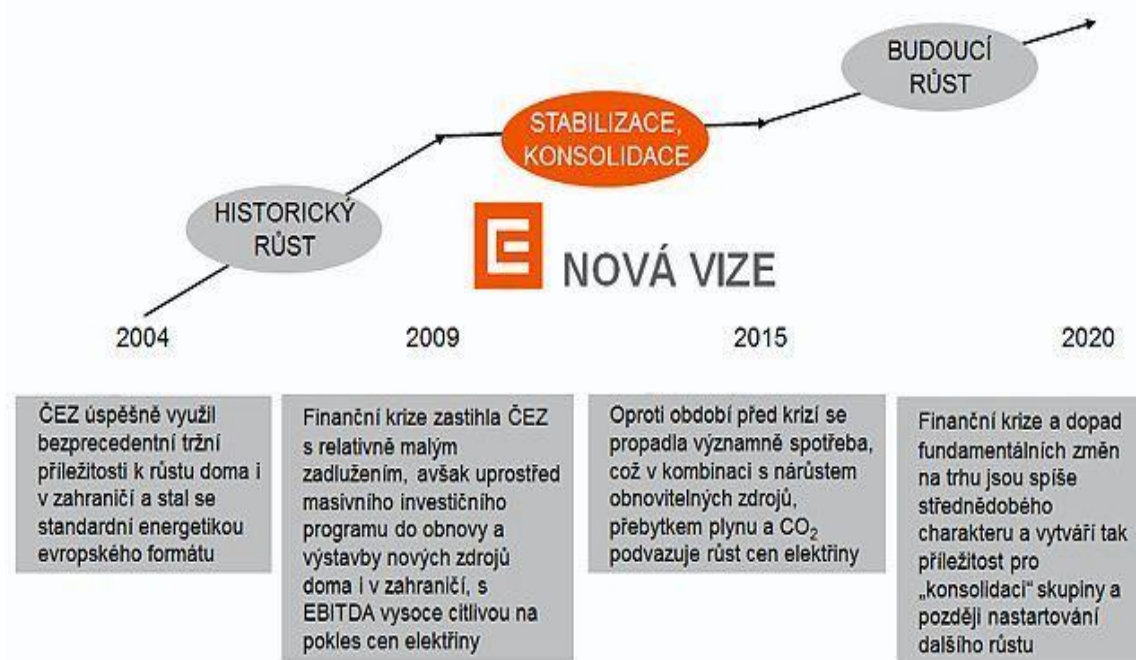 BUDOUCÍ
RŮST
STABILIZACE,
KONSOLIDACE
HISTORICKÝ
RŮST
NOVÁ VIZE
2004
2009
2015
2020
ČEZ úspěšně využil
bezprecedentní tržní
příležitosti k růstu doma i
v zahraničí a stal se
standardní energetikou
evropského formátu
Finanční krize zastihla ČEZ
s relativně malým
zadlužením, avšak uprostřed
masivního investičního
programu do obnovy a
výstavby nových zdrojů
doma i v zahraničí, s
EBITDA vysoce citlivou na
pokles cen elektřiny
Oproti období před krizí se
propadla významně spotřeba,
což v kombinaci s nárůstem
obnovitelných zdrojů,
přebytkem plynu a CO₂
podvazuje růst cen elektřiny
Finanční krize a dopad
fundamentálních změn
na trhu jsou spíše
střednědobého
charakteru a vytváří tak
příležitost pro
„konsolidaci“ skupiny a
později nastartování
dalšího růstu